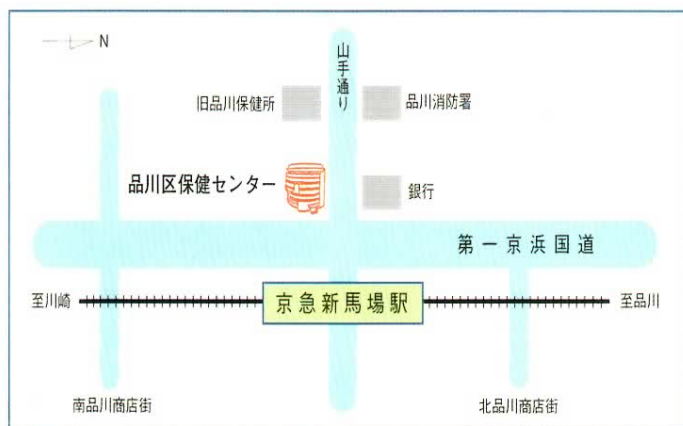 N
山手通り
旧品川保健所
品川消防署
品川区保健センター
銀行
第一京浜国道
至川崎
京急新馬場駅
至品川
南品川商店街
北品川商店街